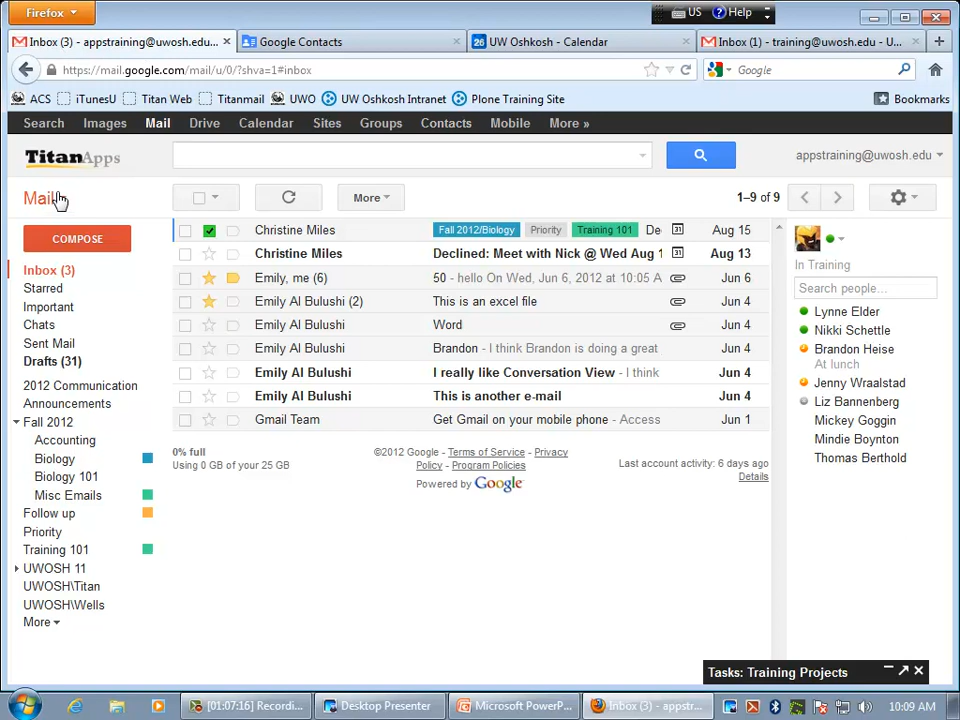 Firefox
US Help
Inbox (3) - appstraining@uwosh.edu...
Google Contacts
26 UW Oshkosh - Calendar
Inbox (1) - training@uwosh.edu - U...
https://mail.google.com/mail/u/0/?shva=1#inbox
Google
ACS iTunesU Titan Web Titanmail UWO UW Oshkosh Intranet Plone Training Site Bookmarks
Search Images Mail Drive Calendar Sites Groups Contacts Mobile More »
TitanApps
appstraining@uwosh.edu
Mail
More
1–9 of 9
COMPOSE
Inbox (3)
Starred
Important
Chats
Sent Mail
Drafts (31)
2012 Communication
Announcements
Fall 2012
Accounting
Biology
Biology 101
Misc Emails
Follow up
Priority
Training 101
UWOSH 11
UWOSH\Titan
UWOSH\Wells
More
Christine Miles Fall 2012/Biology Priority Training 101 De 31 Aug 15
Christine Miles Declined: Meet with Nick @ Wed Aug 1 31 Aug 13
Emily, me (6) 50 - hello On Wed, Jun 6, 2012 at 10:05 A Jun 6
Emily Al Bulushi (2) This is an excel file Jun 4
Emily Al Bulushi Word Jun 4
Emily Al Bulushi Brandon - I think Brandon is doing a great Jun 4
Emily Al Bulushi I really like Conversation View - I think Jun 4
Emily Al Bulushi This is another e-mail Jun 4
Gmail Team Get Gmail on your mobile phone - Access Jun 1
0% full
Using 0 GB of your 25 GB
©2012 Google - Terms of Service - Privacy
Policy - Program Policies
Powered by Google
Last account activity: 6 days ago
Details
In Training
Search people...
Lynne Elder
Nikki Schettle
Brandon Heise
At lunch
Jenny Wraalstad
Liz Bannenberg
Mickey Goggin
Mindie Boynton
Thomas Berthold
Tasks: Training Projects
[01:07:16] Recordi...
Desktop Presenter
Microsoft PowerP...
Inbox (3) - appstr...
10:09 AM